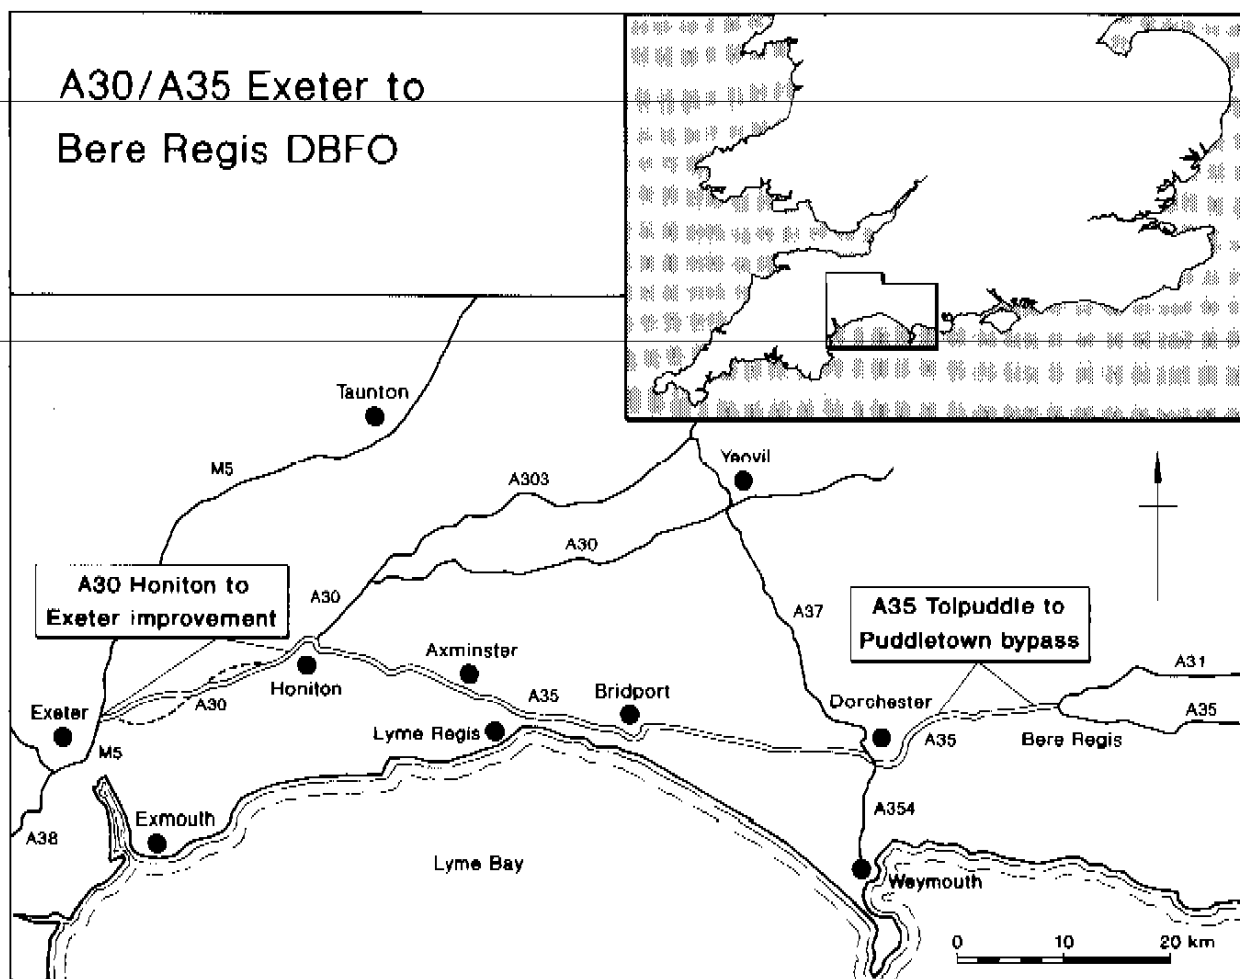 A30/A35 Exeter to
Bere Regis DBFO
Taunton
M5
A303
Yeovil
A30
A30 Honiton to
Exeter improvement
A30
A37
A35 Tolpuddle to
Puddletown bypass
Axminster
A31
Honiton
A30
A35
Bridport
Dorchester
A35
Exeter
Lyme Regis
A35
Bere Regis
M5
Exmouth
A354
A38
Lyme Bay
Weymouth
0 10 20 km